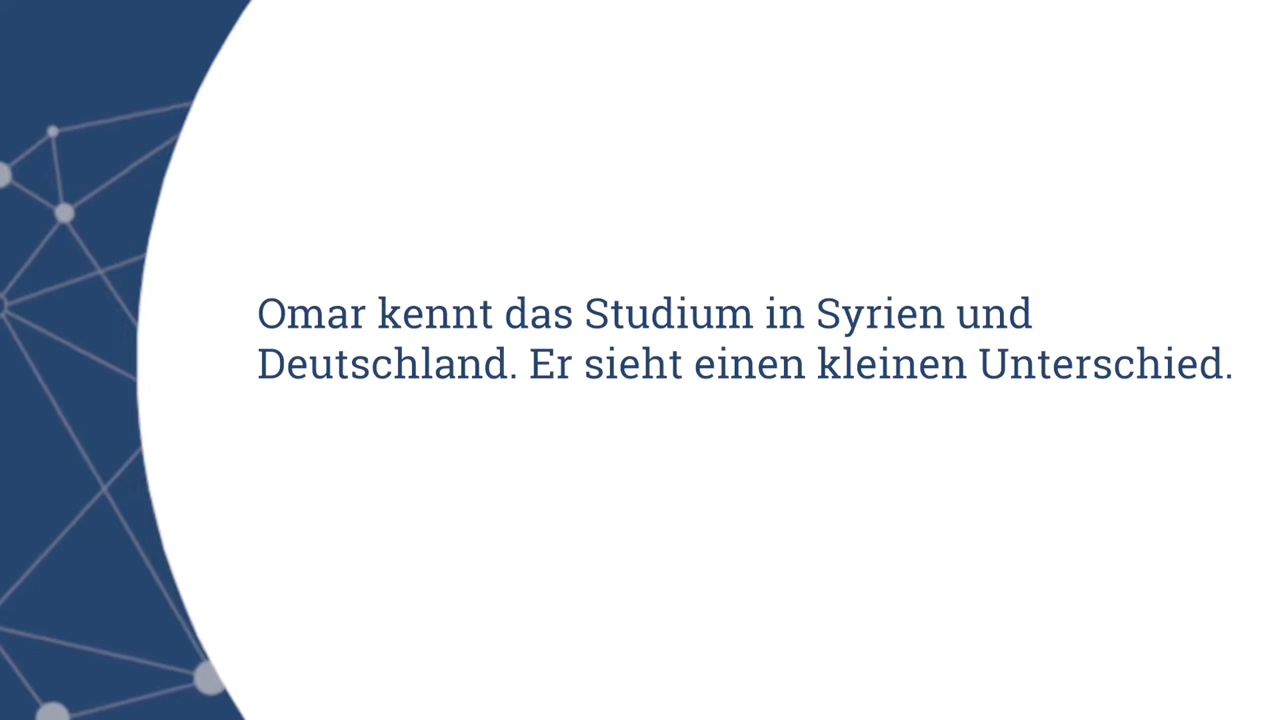 Omar kennt das Studium in Syrien und
Deutschland. Er sieht einen kleinen Unterschied.